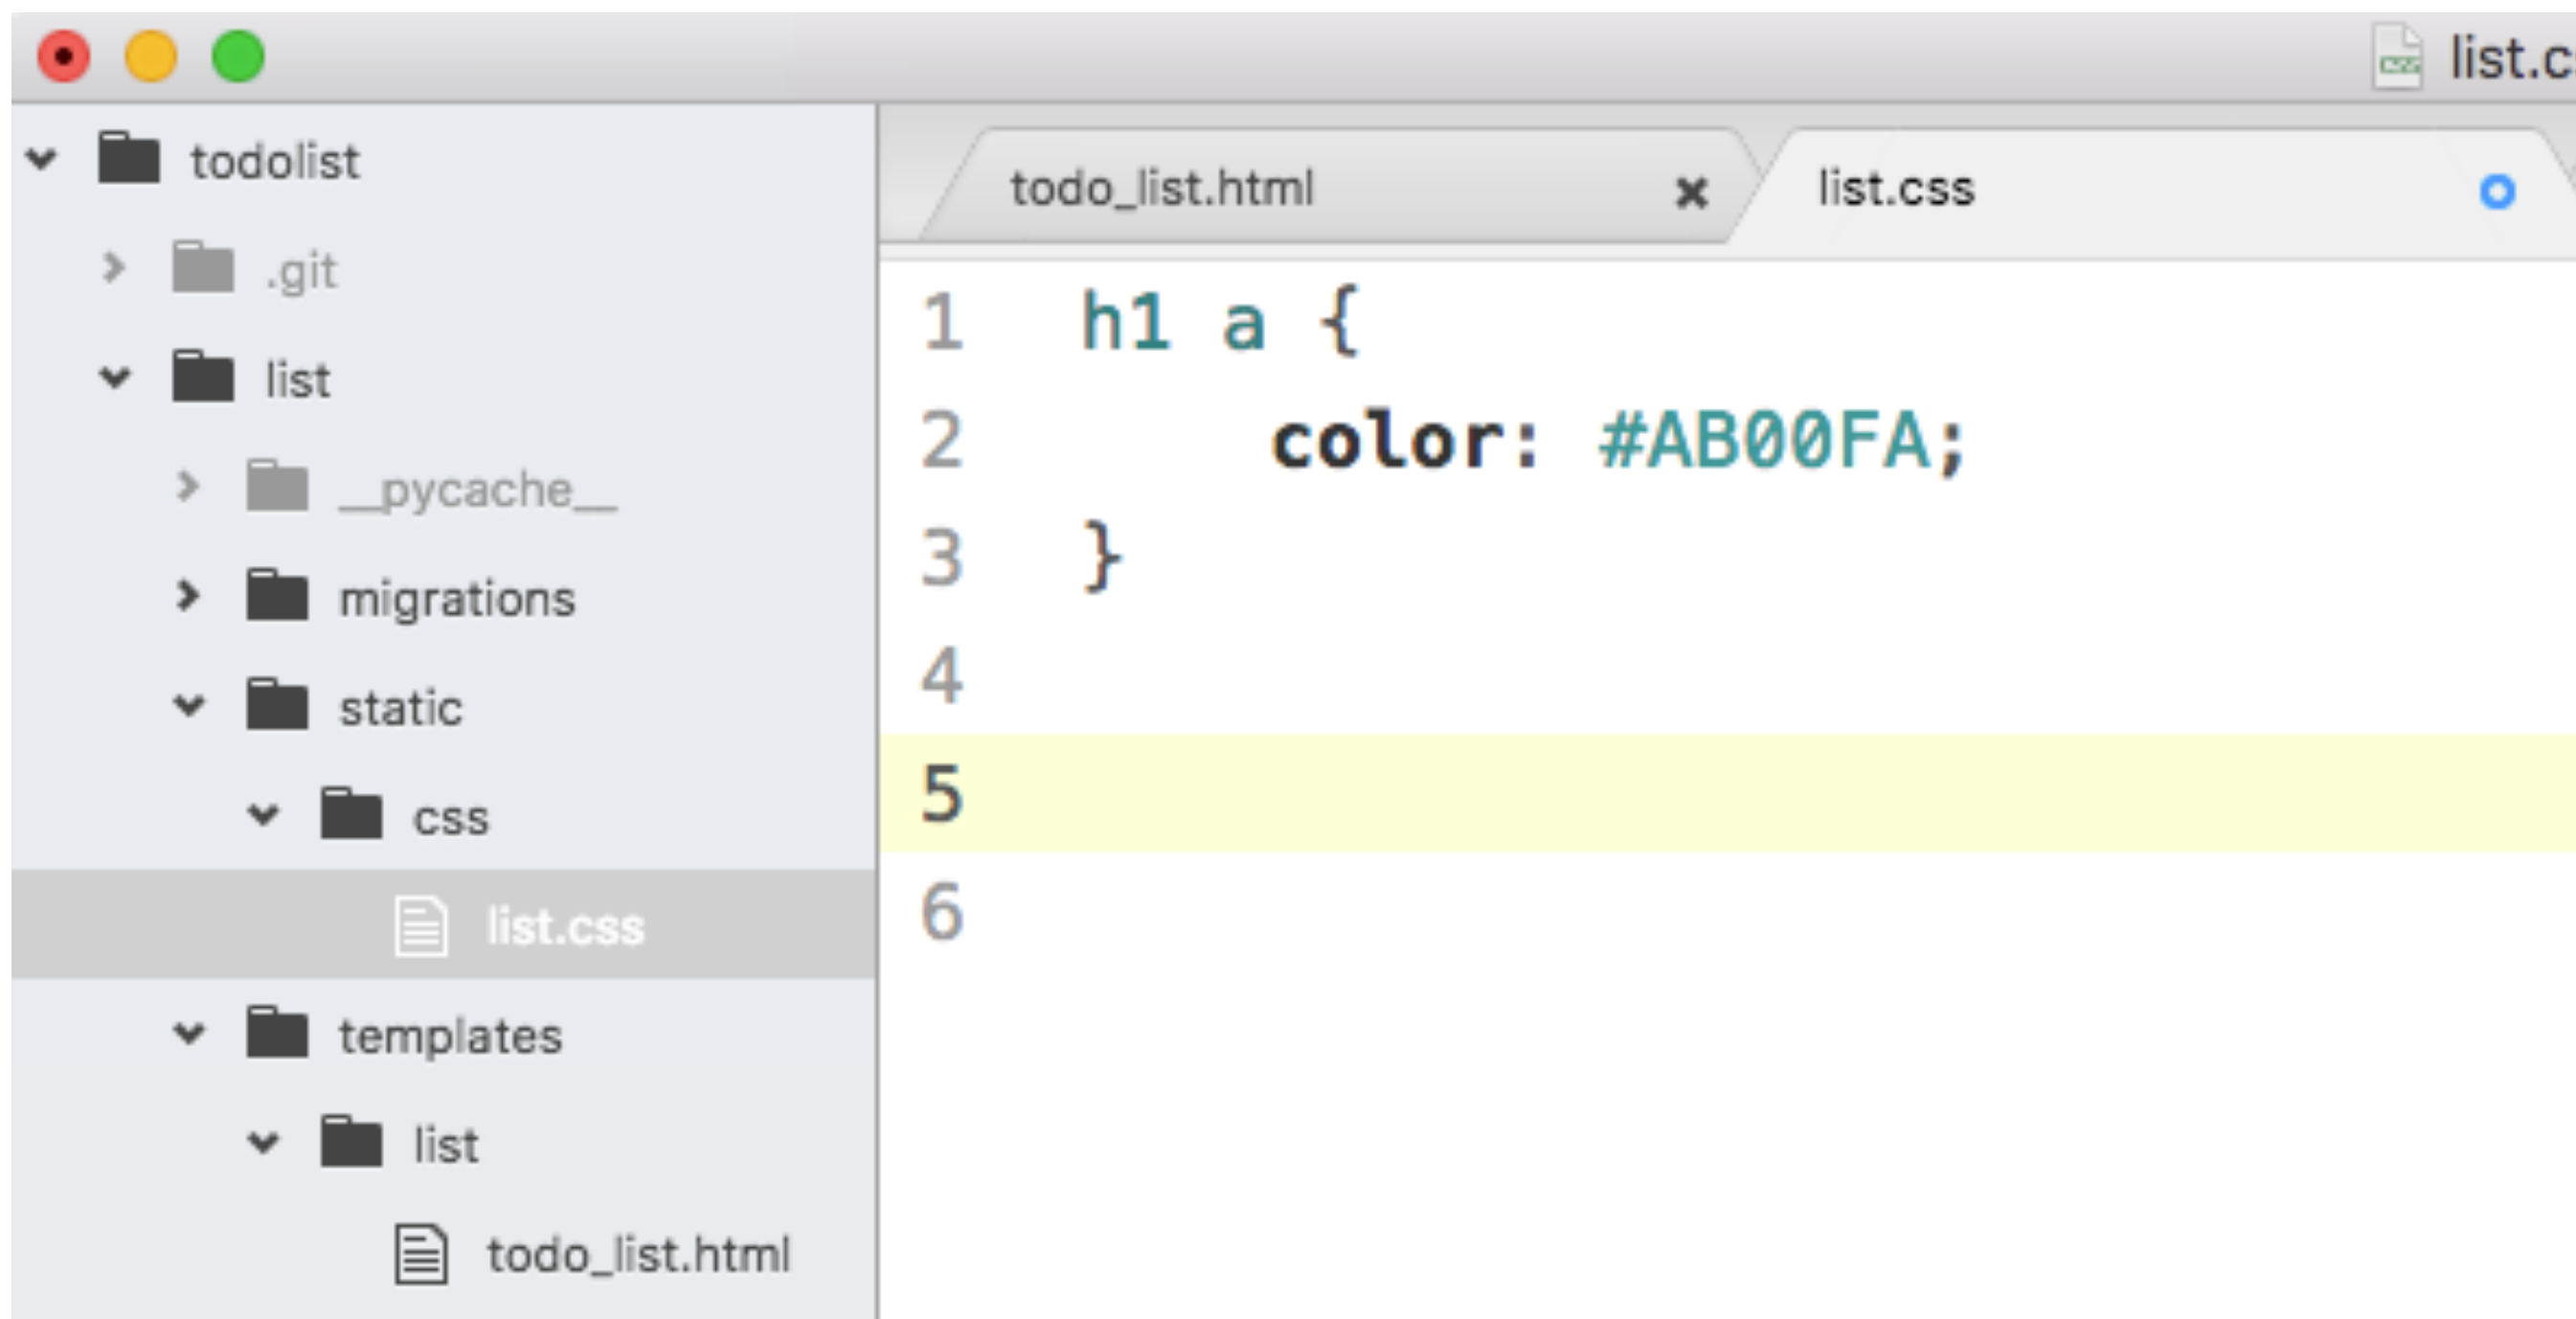 list.c
todolist
.git
list
__pycache__
migrations
static
css
list.css
templates
list
todo_list.html
todo_list.html
list.css
1 h1 a {
2     color: #AB00FA;
3 }
4
5
6